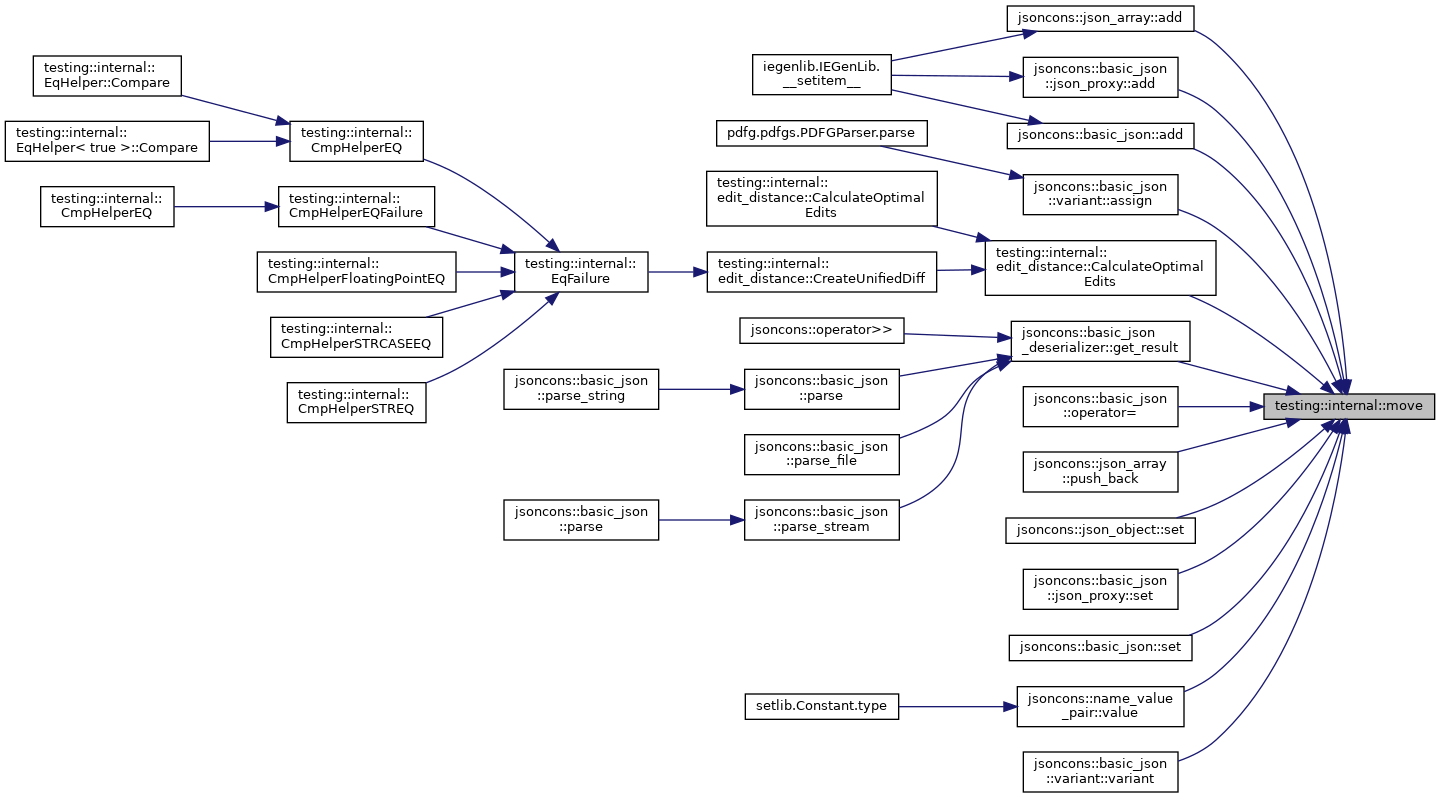 jsoncons::json_array::add
testing::internal::
EqHelper::Compare
iegenlib.IEGenLib.
__setitem__
jsoncons::basic_json
::json_proxy::add
testing::internal::
EqHelper< true >::Compare
testing::internal::
CmpHelperEQ
pdfg.pdfgs.PDFGParser.parse
jsoncons::basic_json::add
testing::internal::
CmpHelperEQ
testing::internal::
CmpHelperEQFailure
testing::internal::
edit_distance::CalculateOptimal
Edits
jsoncons::basic_json
::variant::assign
testing::internal::
CmpHelperFloatingPointEQ
testing::internal::
EqFailure
testing::internal::
edit_distance::CreateUnifiedDiff
testing::internal::
edit_distance::CalculateOptimal
Edits
testing::internal::
CmpHelperSTRCASEEQ
jsoncons::operator>>
jsoncons::basic_json
_deserializer::get_result
testing::internal::
CmpHelperSTREQ
jsoncons::basic_json
::parse_string
jsoncons::basic_json
::parse
jsoncons::basic_json
::operator=
testing::internal::move
jsoncons::basic_json
::parse_file
jsoncons::json_array
::push_back
jsoncons::basic_json
::parse
jsoncons::basic_json
::parse_stream
jsoncons::json_object::set
jsoncons::basic_json
::json_proxy::set
jsoncons::basic_json::set
setlib.Constant.type
jsoncons::name_value
_pair::value
jsoncons::basic_json
::variant::variant